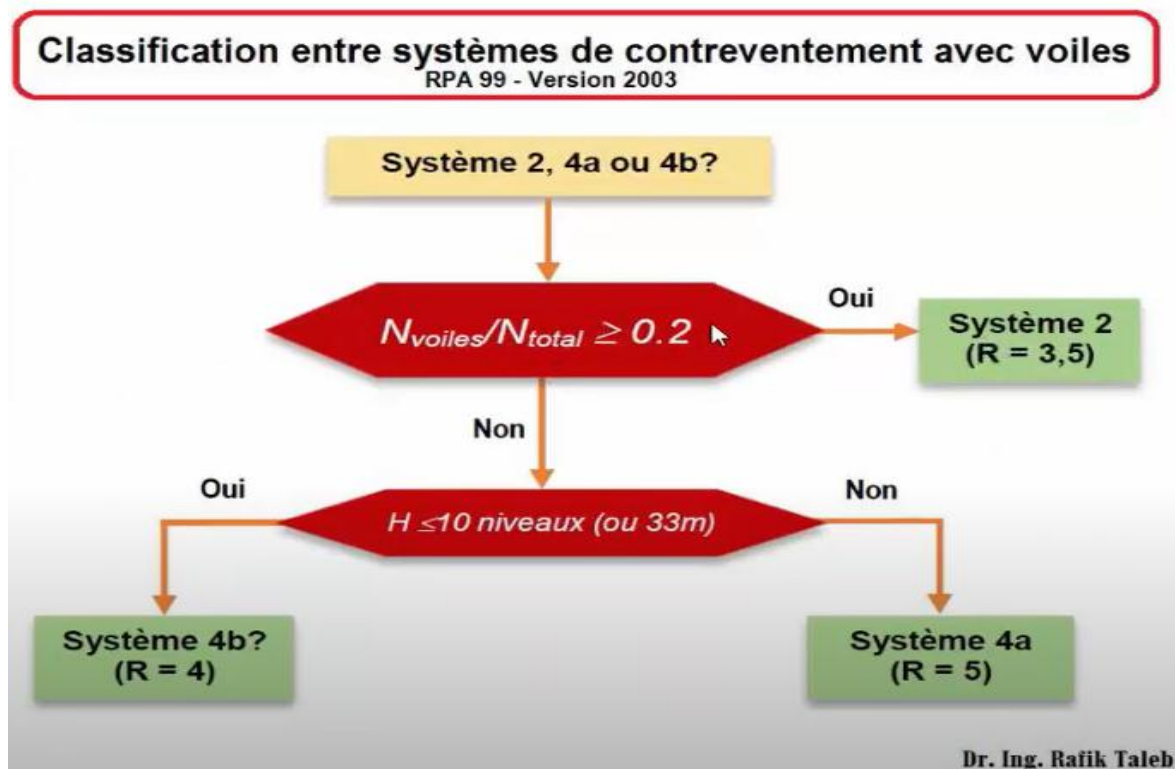 Classification entre systèmes de contreventement avec voiles
RPA 99 - Version 2003
Système 2, 4a ou 4b?
Nvoiles/Ntotal ≥ 0.2
Oui
Système 2
(R = 3,5)
Non
Oui
H ≤10 niveaux (ou 33m)
Non
Système 4b?
(R = 4)
Système 4a
(R = 5)
Dr. Ing. Rafik Taleb